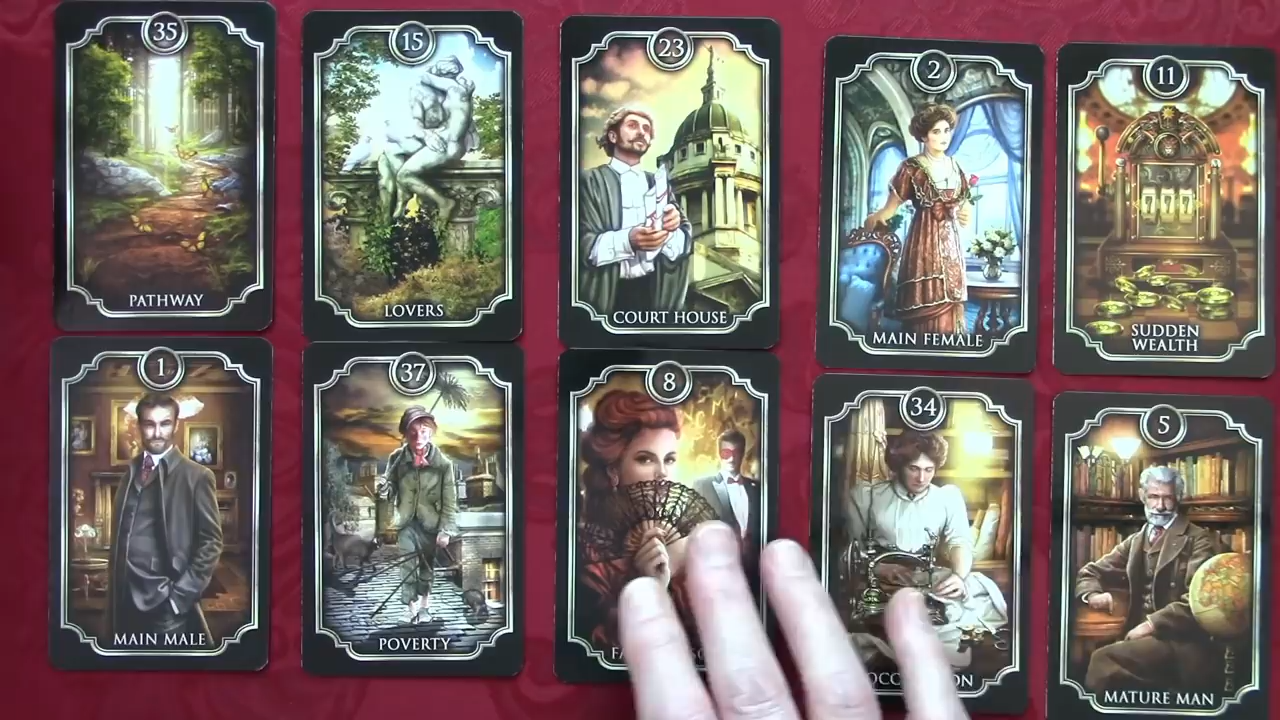 35
PATHWAY
15
LOVERS
23
COURT HOUSE
2
MAIN FEMALE
11
777
SUDDEN
WEALTH
1
MAIN MALE
37
POVERTY
8
34
5
MATURE MAN